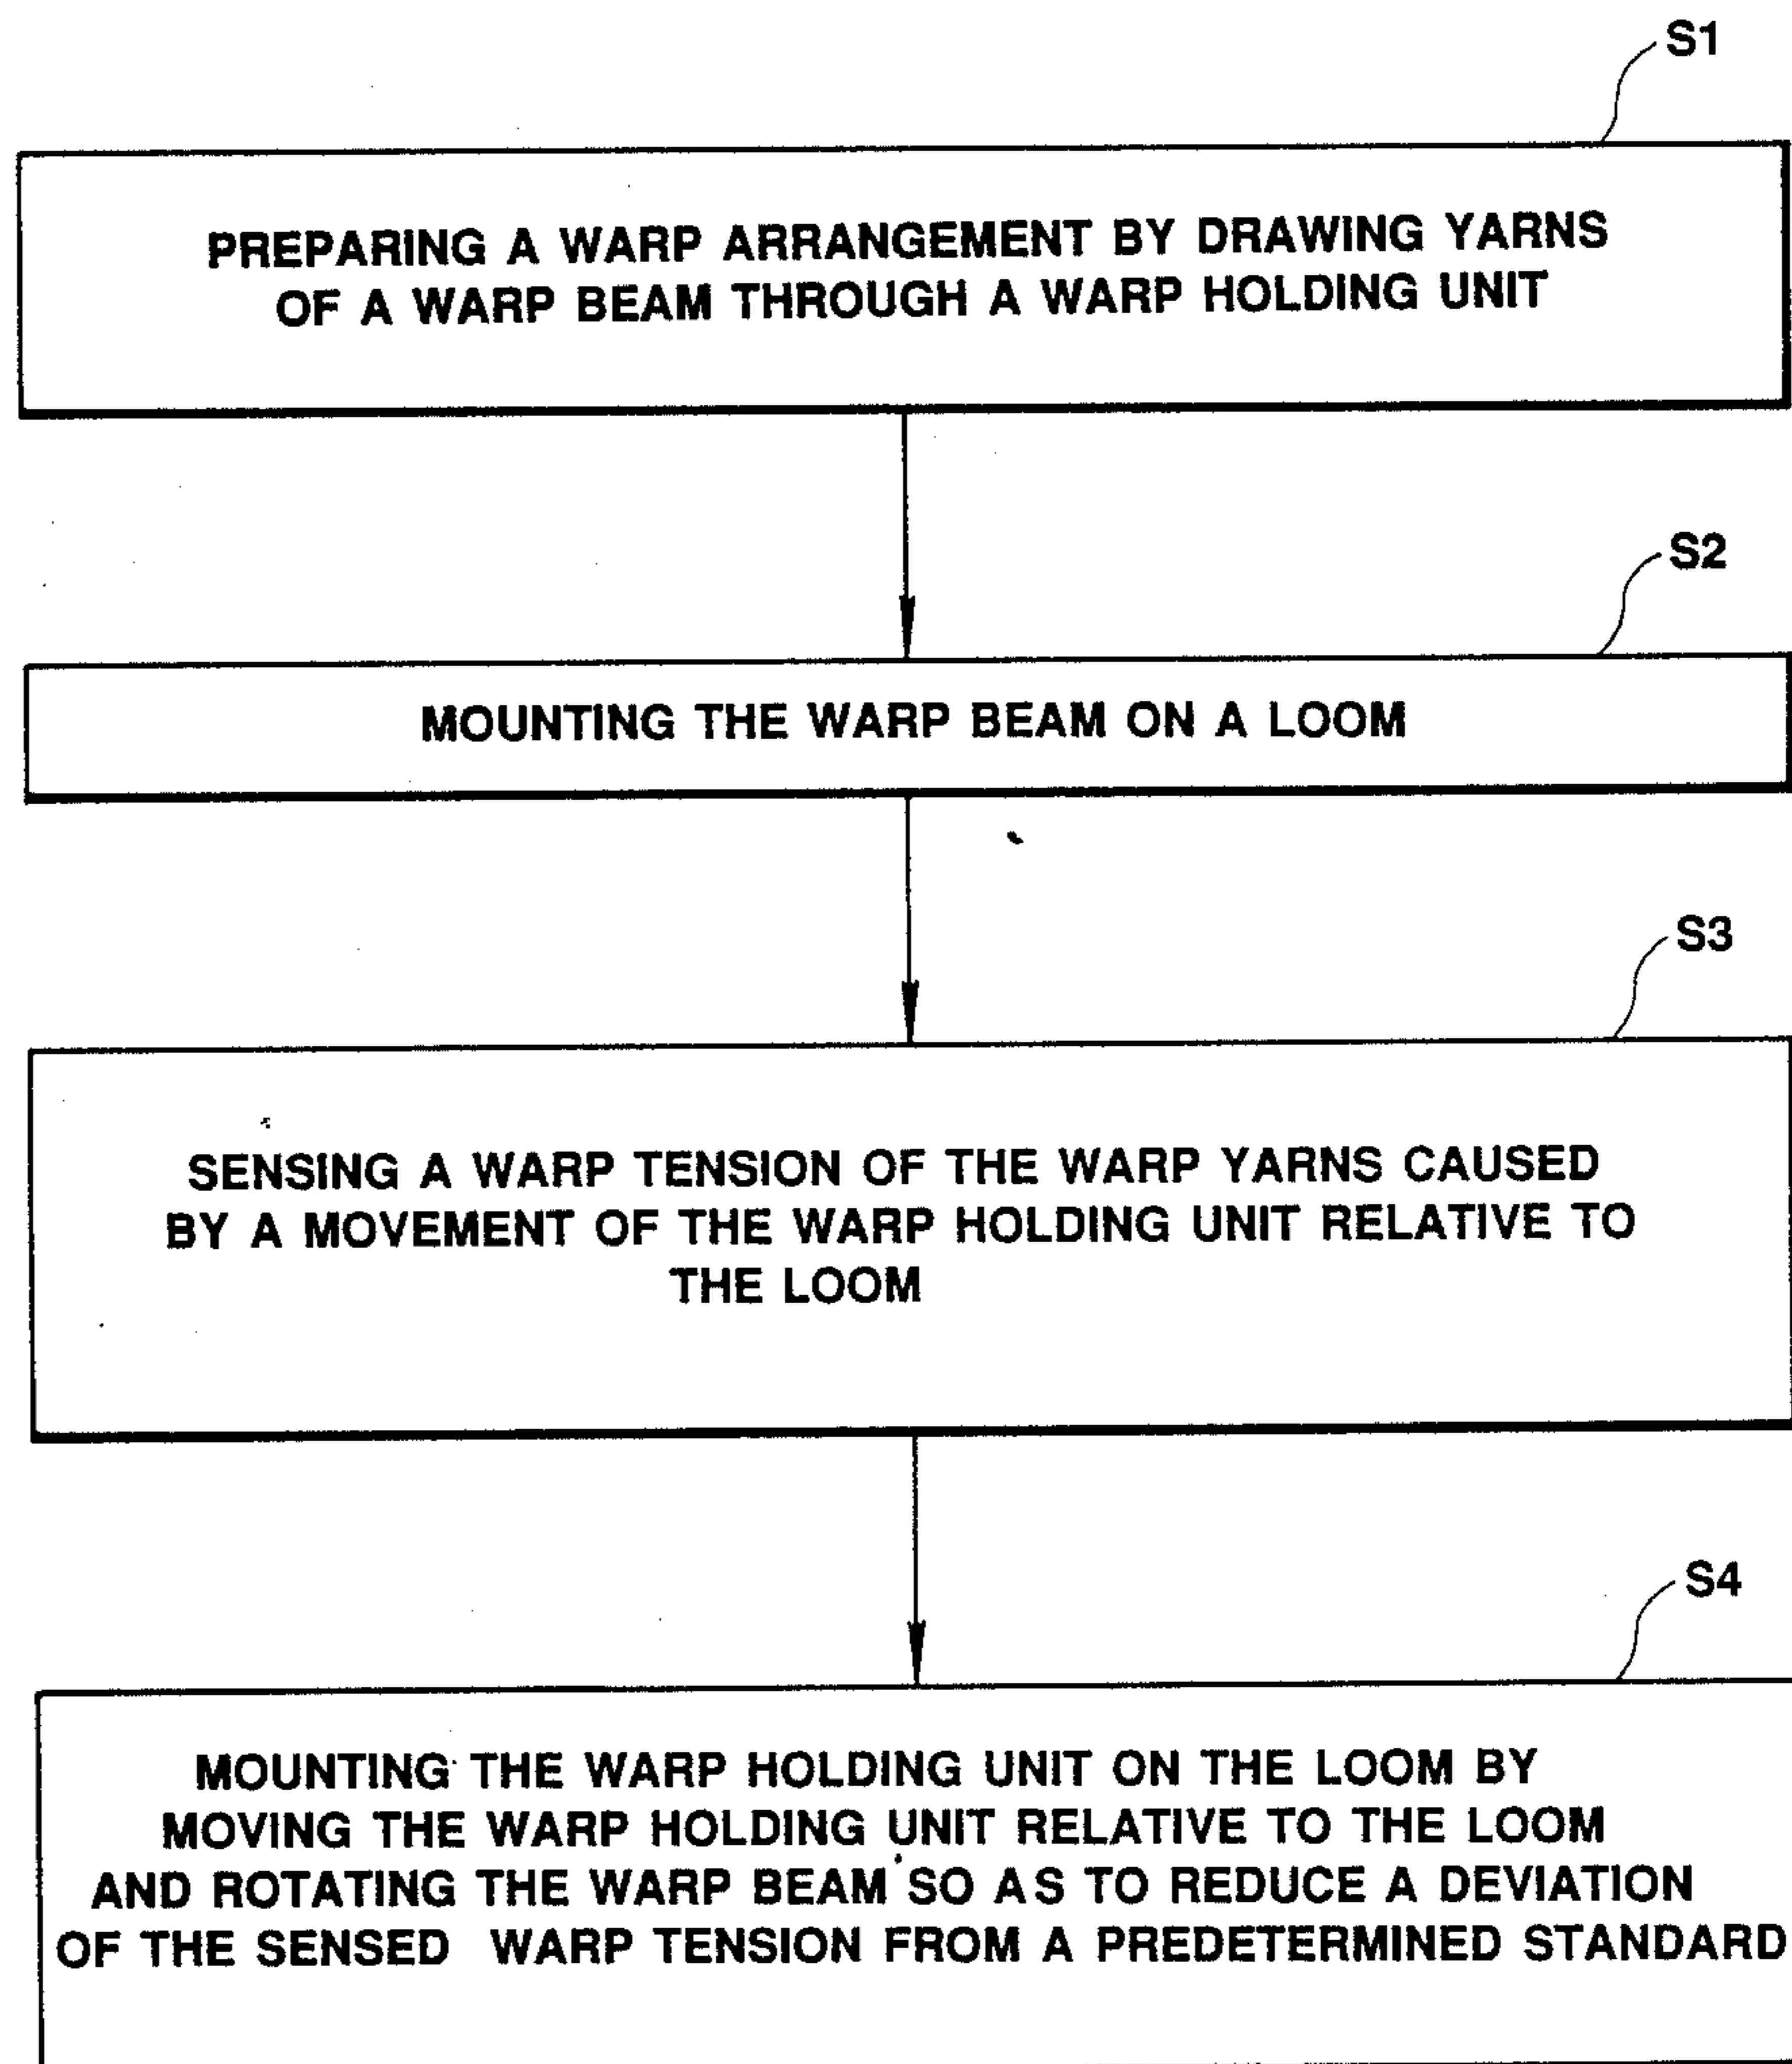 S1
PREPARING A WARP ARRANGEMENT BY DRAWING YARNS
OF A WARP BEAM THROUGH A WARP HOLDING UNIT
S2
MOUNTING THE WARP BEAM ON A LOOM
S3
SENSING A WARP TENSION OF THE WARP YARNS CAUSED
BY A MOVEMENT OF THE WARP HOLDING UNIT RELATIVE TO
THE LOOM
S4
MOUNTING THE WARP HOLDING UNIT ON THE LOOM BY
MOVING THE WARP HOLDING UNIT RELATIVE TO THE LOOM
AND ROTATING THE WARP BEAM SO AS TO REDUCE A DEVIATION
OF THE SENSED WARP TENSION FROM A PREDETERMINED STANDARD